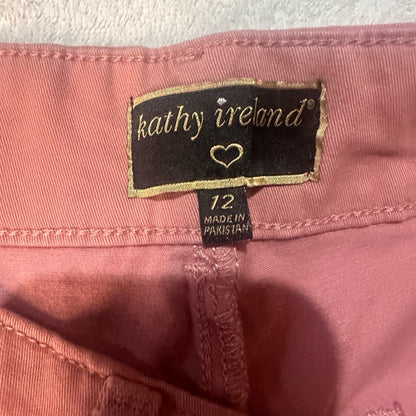 kathy ireland®
12
MADE IN
PAKISTAN